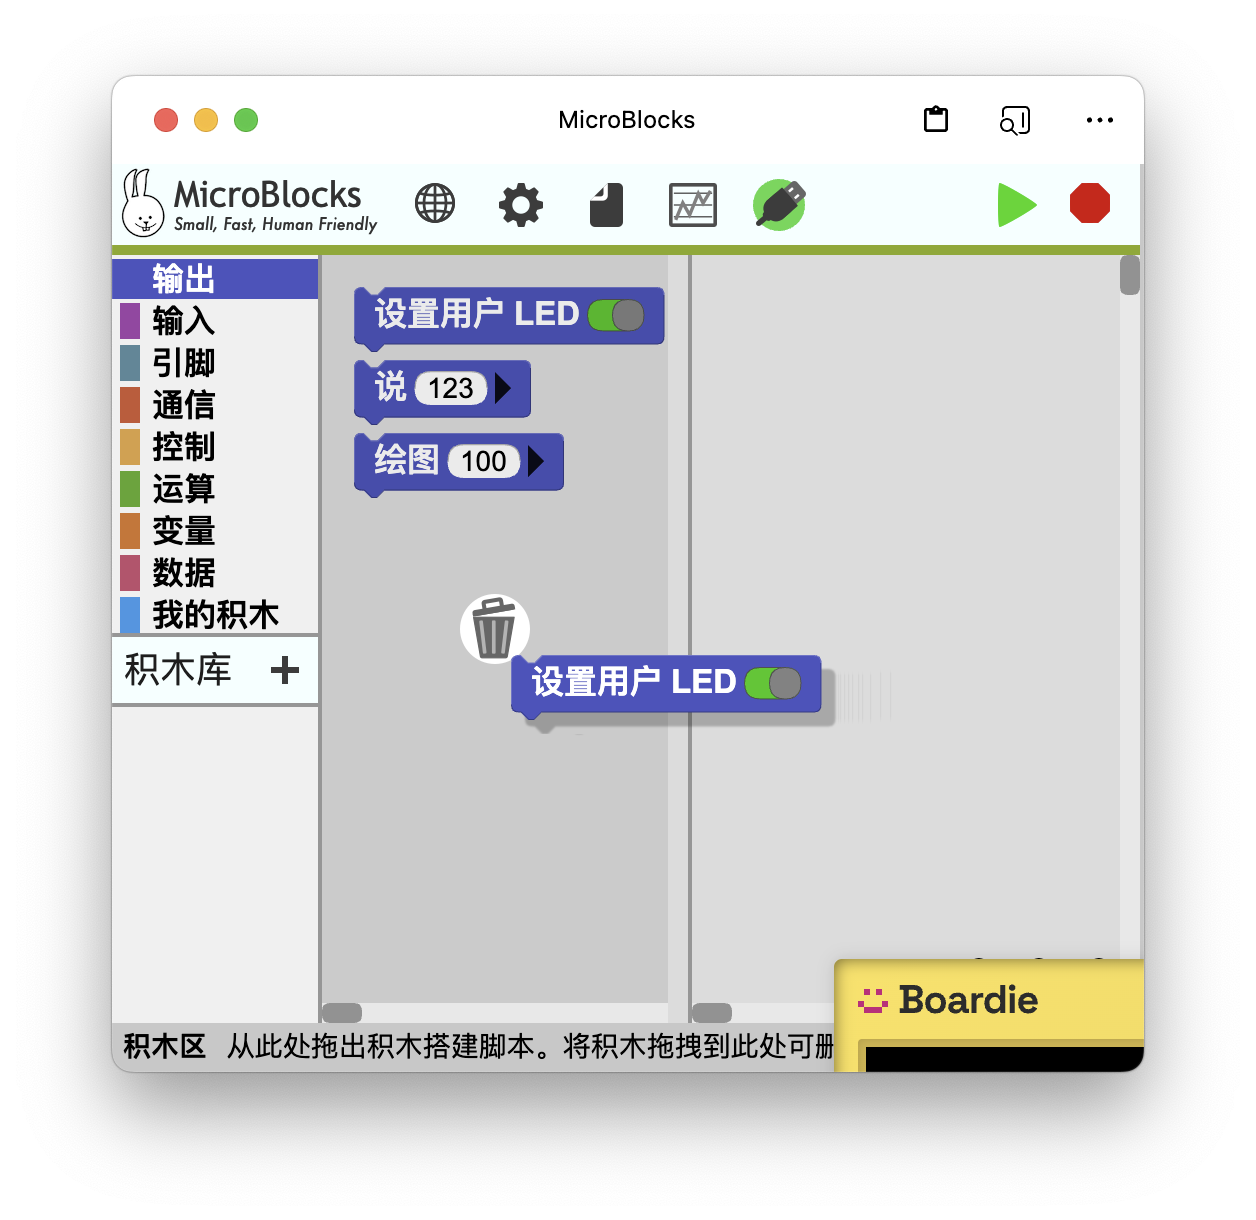 MicroBlocks
MicroBlocks
Small, Fast, Human Friendly
输出
输入
引脚
通信
控制
运算
变量
数据
我的积木
积木库 +
设置用户 LED
说 123
绘图 100
设置用户 LED
Boardie
积木区 从此处拖出积木搭建脚本。将积木拖拽到此处可删